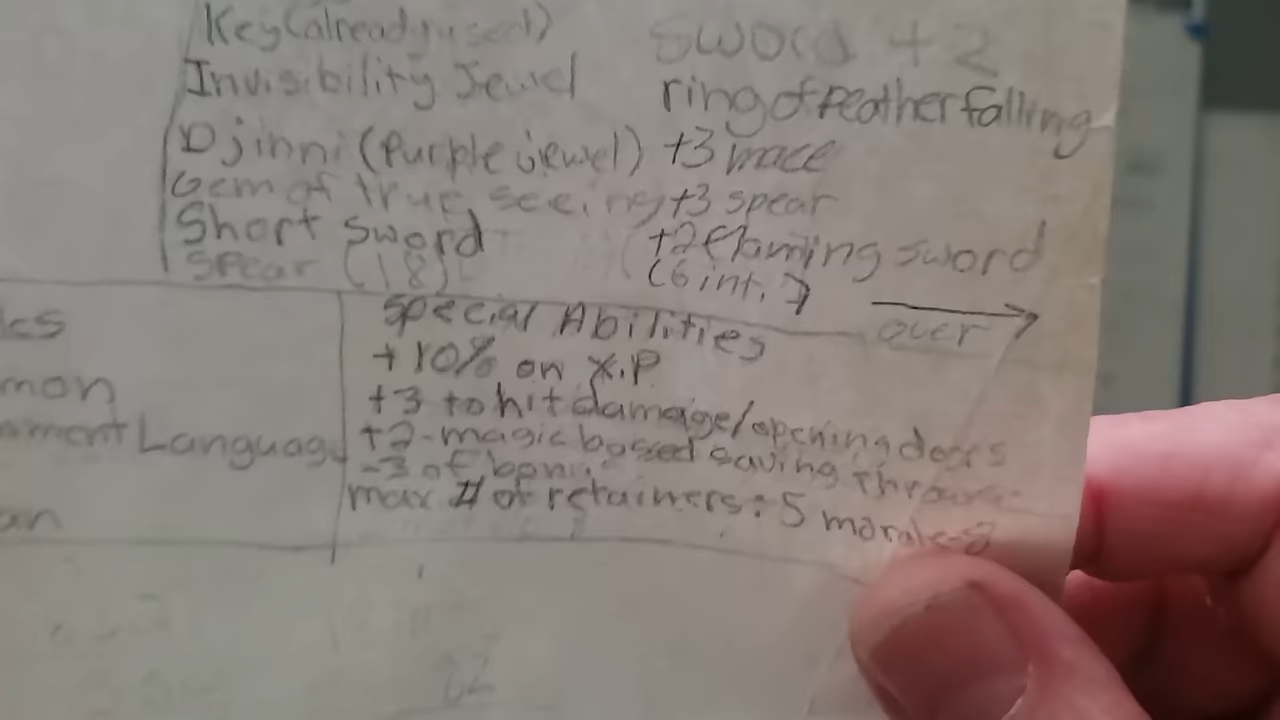 Key (already used)
Invisibility Jewel
Djinni (Purple jewel)
Gem of true seeing
Short sword
Spear (18)
Sword +2
ring of Feather falling
+3 mace
+3 spear
+2 flaming sword
(6 int.)
over
mon
Language
an
Special Abilities
+10% on X.P
+3 to hit damage/opening doors
+2-magic based saving throws
-3 of
max # of retainers: 5 morale-8